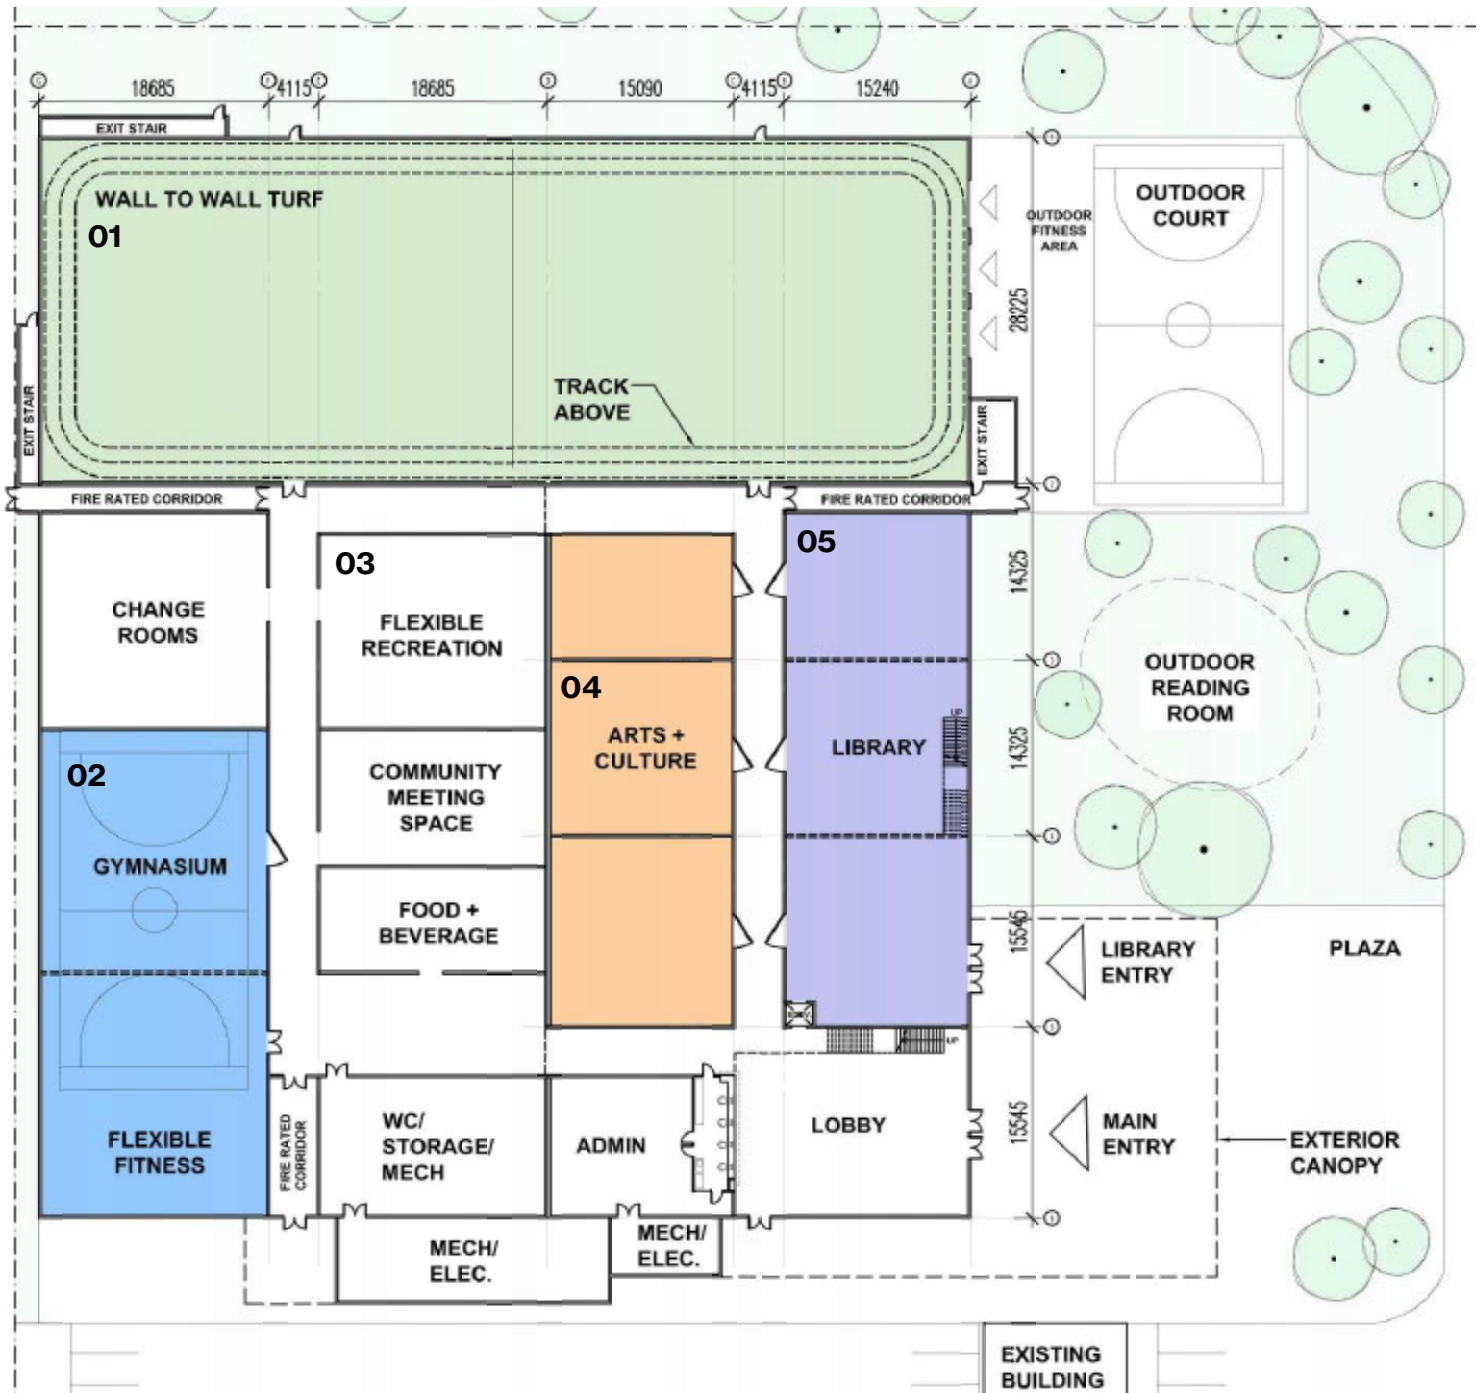 18685
4115
18685
15090
4115
15240
EXIT STAIR
WALL TO WALL TURF
01
OUTDOOR
COURT
OUTDOOR
FITNESS
AREA
28225
TRACK
ABOVE
EXIT STAIR
EXIT STAIR
FIRE RATED CORRIDOR
FIRE RATED CORRIDOR
03
05
14325
CHANGE
ROOMS
FLEXIBLE
RECREATION
04
OUTDOOR
READING
ROOM
UP
ARTS +
CULTURE
LIBRARY
14325
02
COMMUNITY
MEETING
SPACE
GYMNASIUM
FOOD +
BEVERAGE
15545
LIBRARY
ENTRY
PLAZA
UP
FLEXIBLE
FITNESS
FIRE RATED
CORRIDOR
WC/
STORAGE/
MECH
ADMIN
LOBBY
15545
MAIN
ENTRY
EXTERIOR
CANOPY
MECH/
ELEC.
MECH/
ELEC.
EXISTING
BUILDING